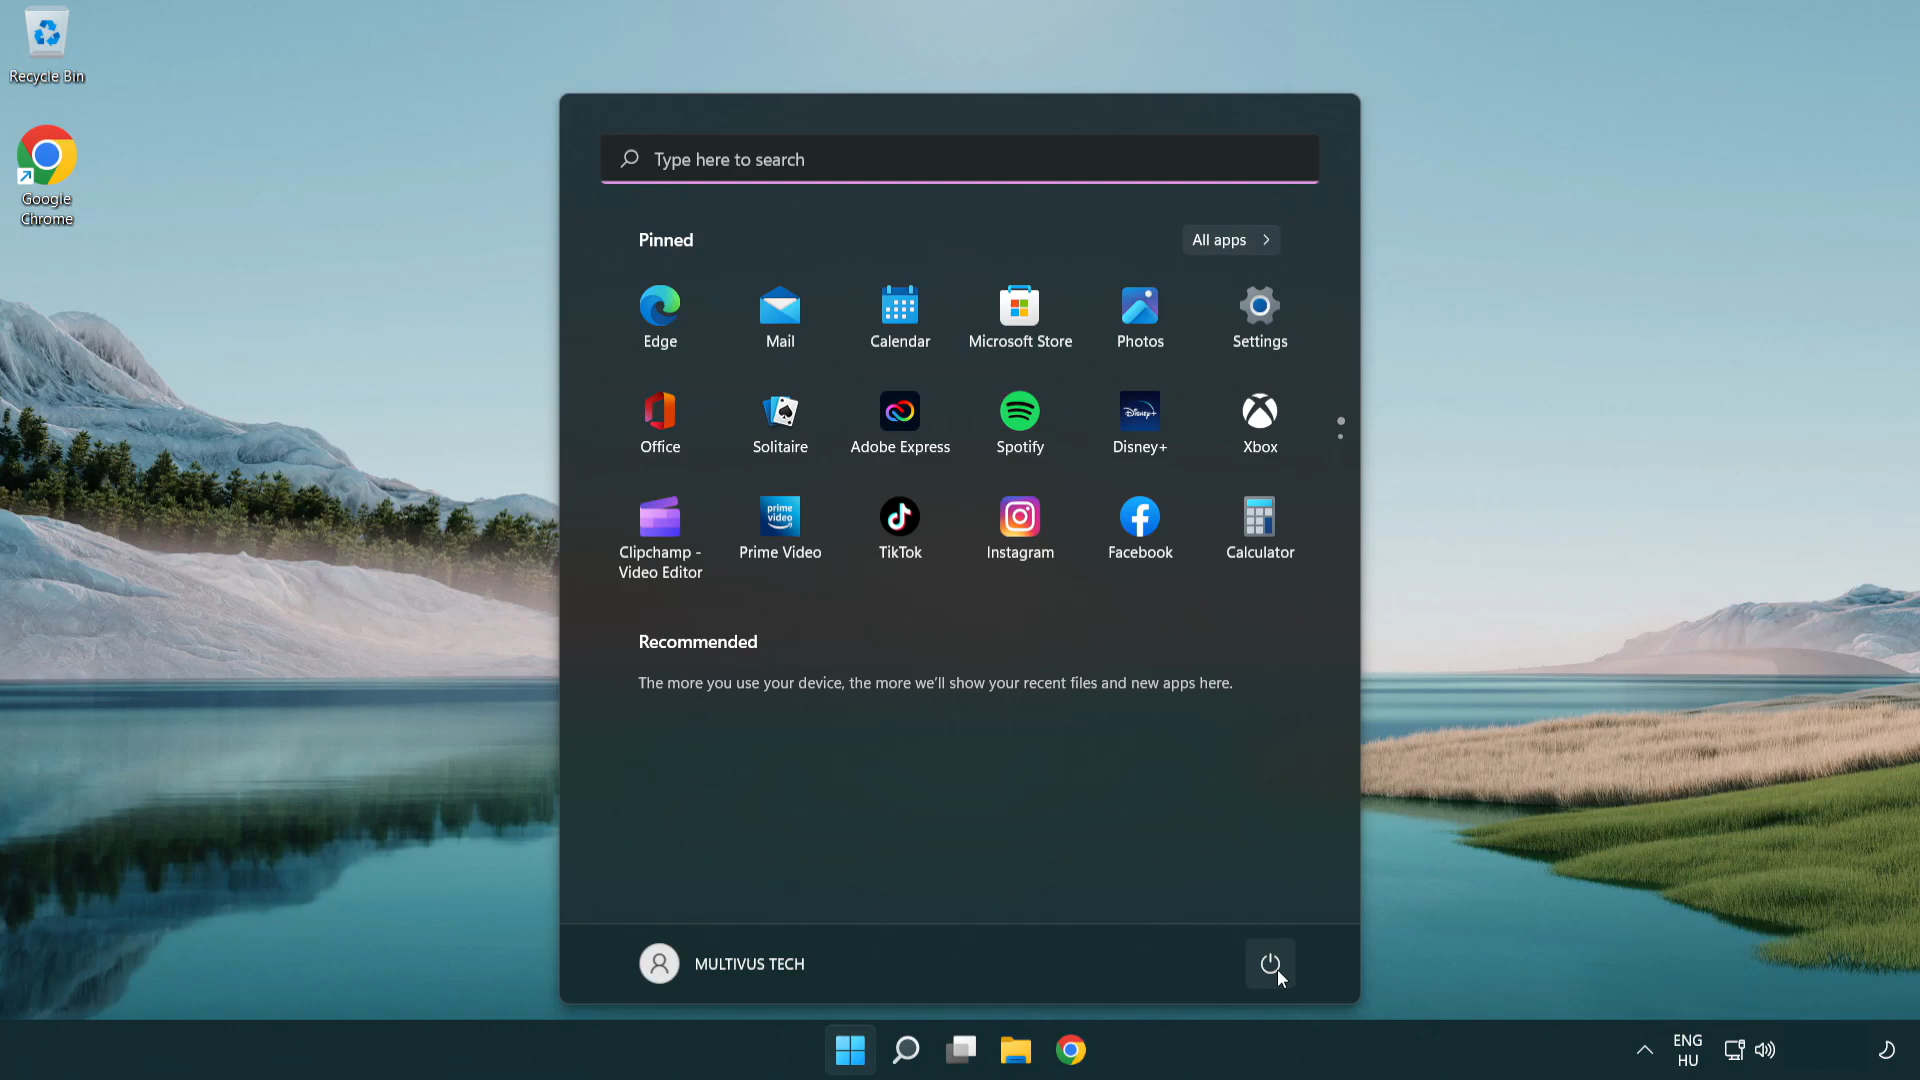 Recycle Bin
Google
Chrome
Type here to search
Pinned
All apps
Edge
Mail
Calendar
Microsoft Store
Photos
Settings
Office
Solitaire
Adobe Express
Spotify
Disney+
Disney+
Xbox
prime
video
Clipchamp -
Video Editor
Prime Video
TikTok
Instagram
Facebook
Calculator
Recommended
The more you use your device, the more we'll show your recent files and new apps here.
MULTIVUS TECH
ENG
HU